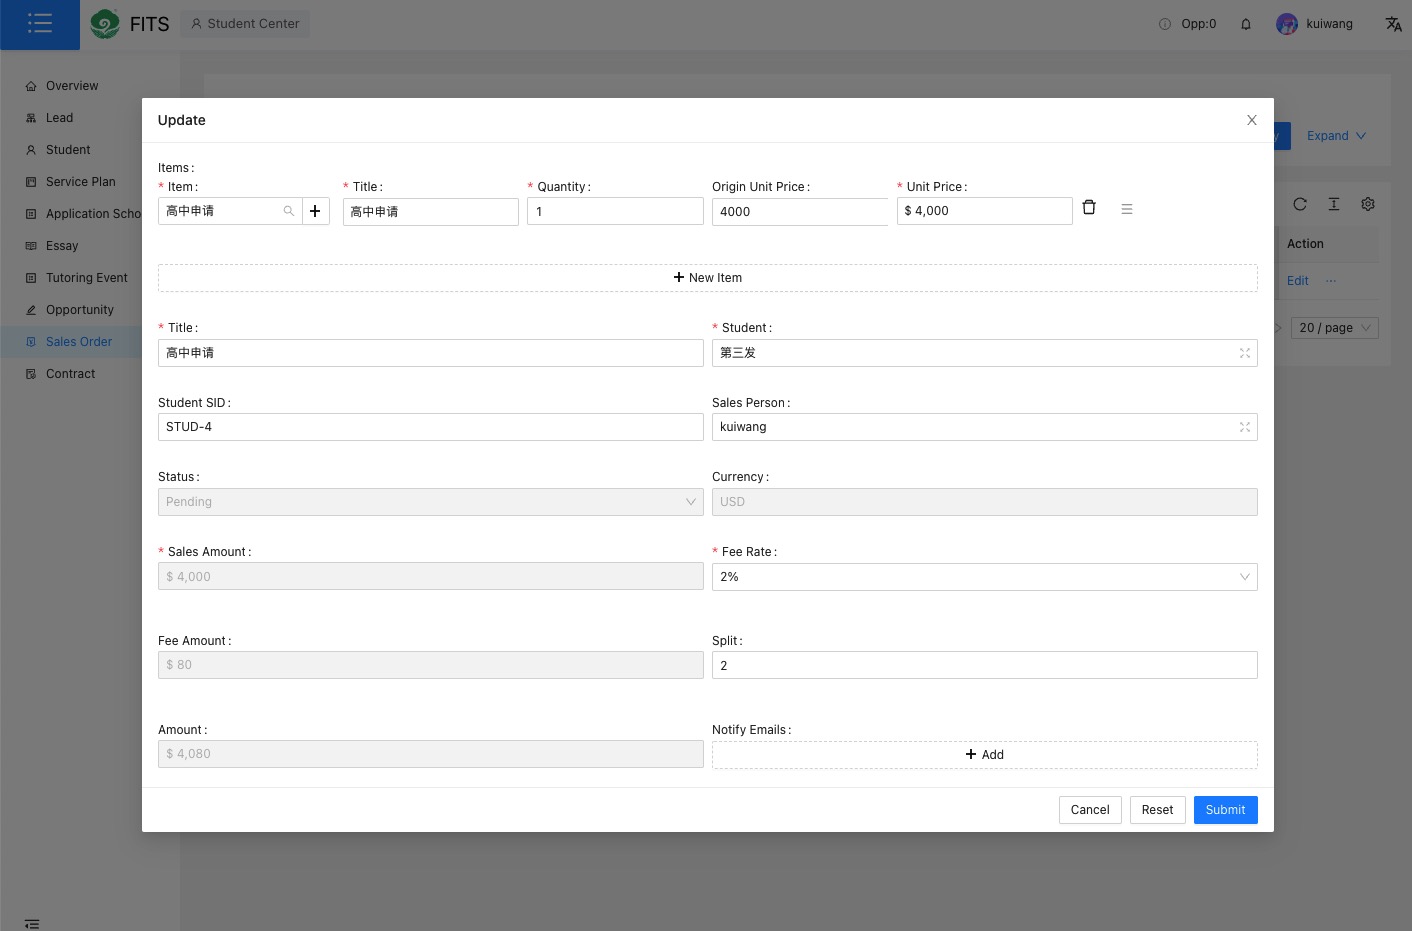 FITS
Student Center
Opp:0
kuiwang
Overview
Lead
Student
Service Plan
Application Scho
Essay
Tutoring Event
Opportunity
Sales Order
Contract
y
Expand
Action
Edit
...
20 / page
Update
Items :
* Item :
* Title :
* Quantity :
Origin Unit Price :
* Unit Price :
高中申请
高中申请
1
4000
$ 4,000
New Item
* Title :
* Student :
高中申请
第三发
Student SID :
Sales Person :
STUD-4
kuiwang
Status :
Currency :
Pending
USD
* Sales Amount :
* Fee Rate :
$ 4,000
2%
Fee Amount :
Split :
$ 80
2
Amount :
Notify Emails :
$ 4,080
Add
Cancel
Reset
Submit